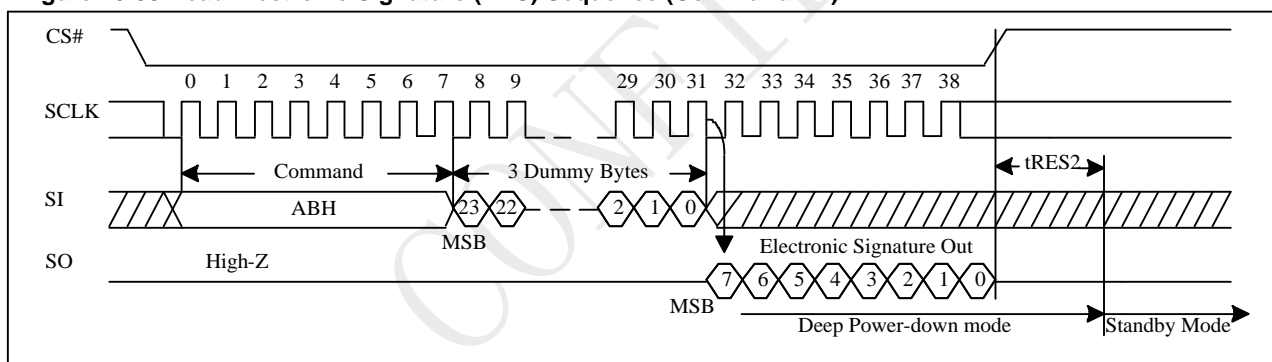 CS#
0 1 2 3 4 5 6 7 8 9 29 30 31 32 33 34 35 36 37 38
SCLK
Command 3 Dummy Bytes tRES2
SI ABH 23 22 2 1 0
MSB Electronic Signature Out
SO High-Z 7 6 5 4 3 2 1 0
MSB Deep Power-down mode Standby Mode